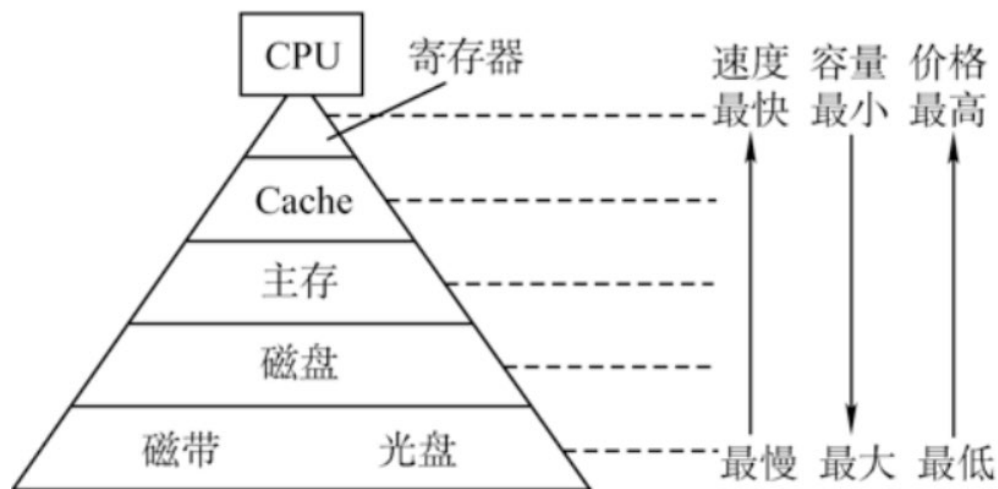 CPU
寄存器
速度 容量 价格
最快 最小 最高
Cache
主存
磁盘
磁带 光盘
最慢 最大 最低